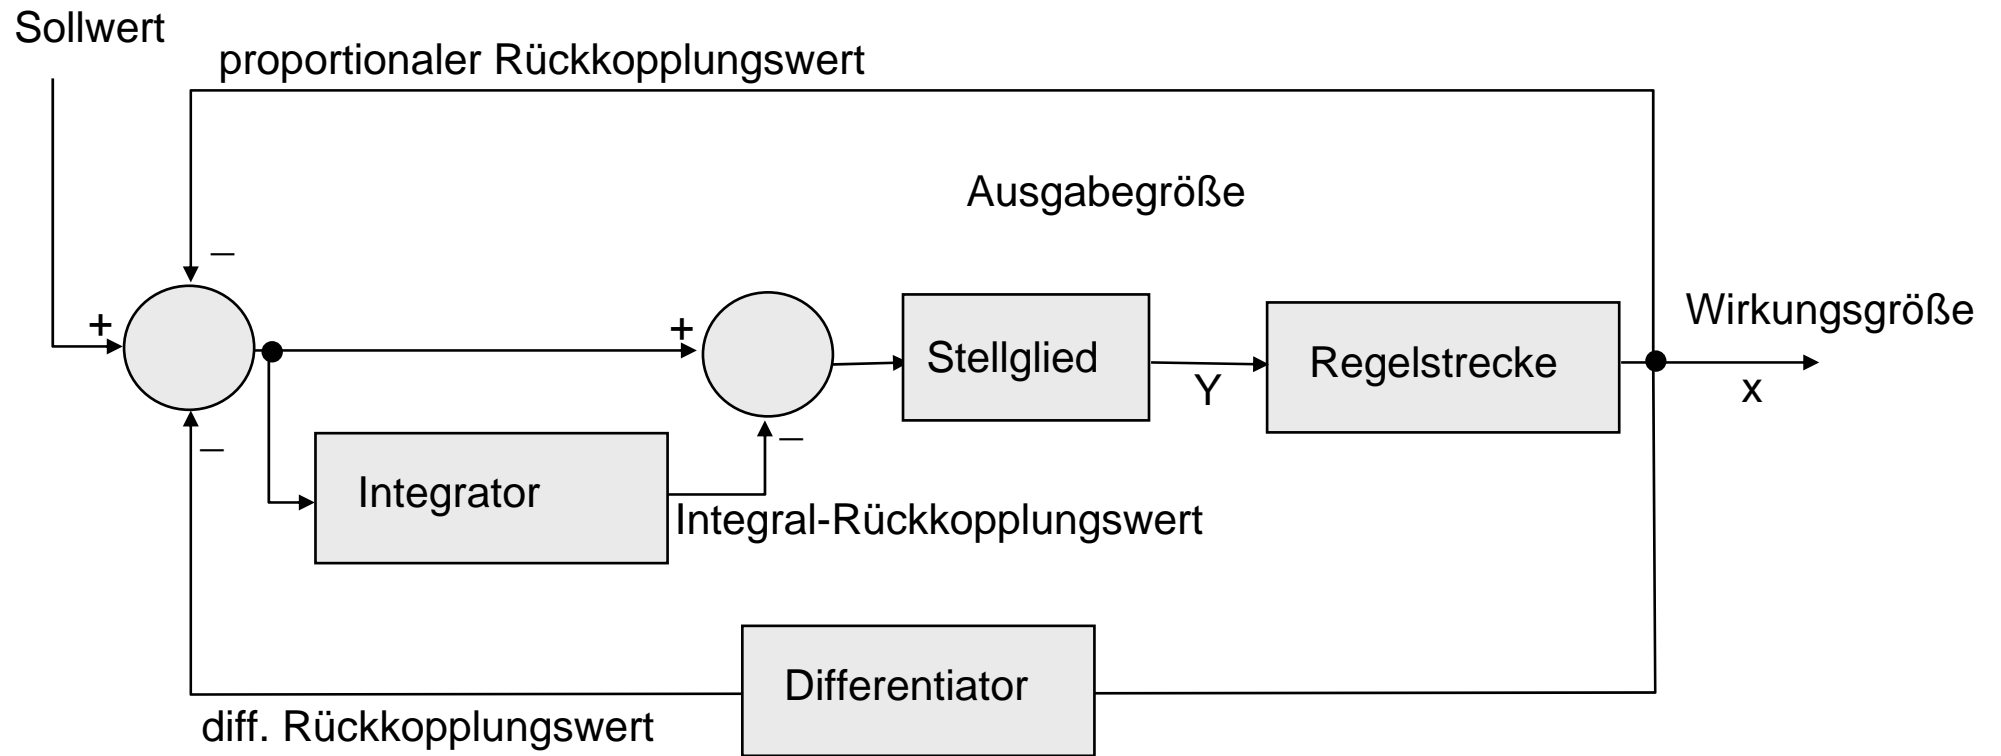 Sollwert
proportionaler Rückkopplungswert
Ausgabegröße
–
+
+
Wirkungsgröße
Stellglied
Regelstrecke
Y
x
–
–
Integrator
Integral-Rückkopplungswert
Differentiator
diff. Rückkopplungswert